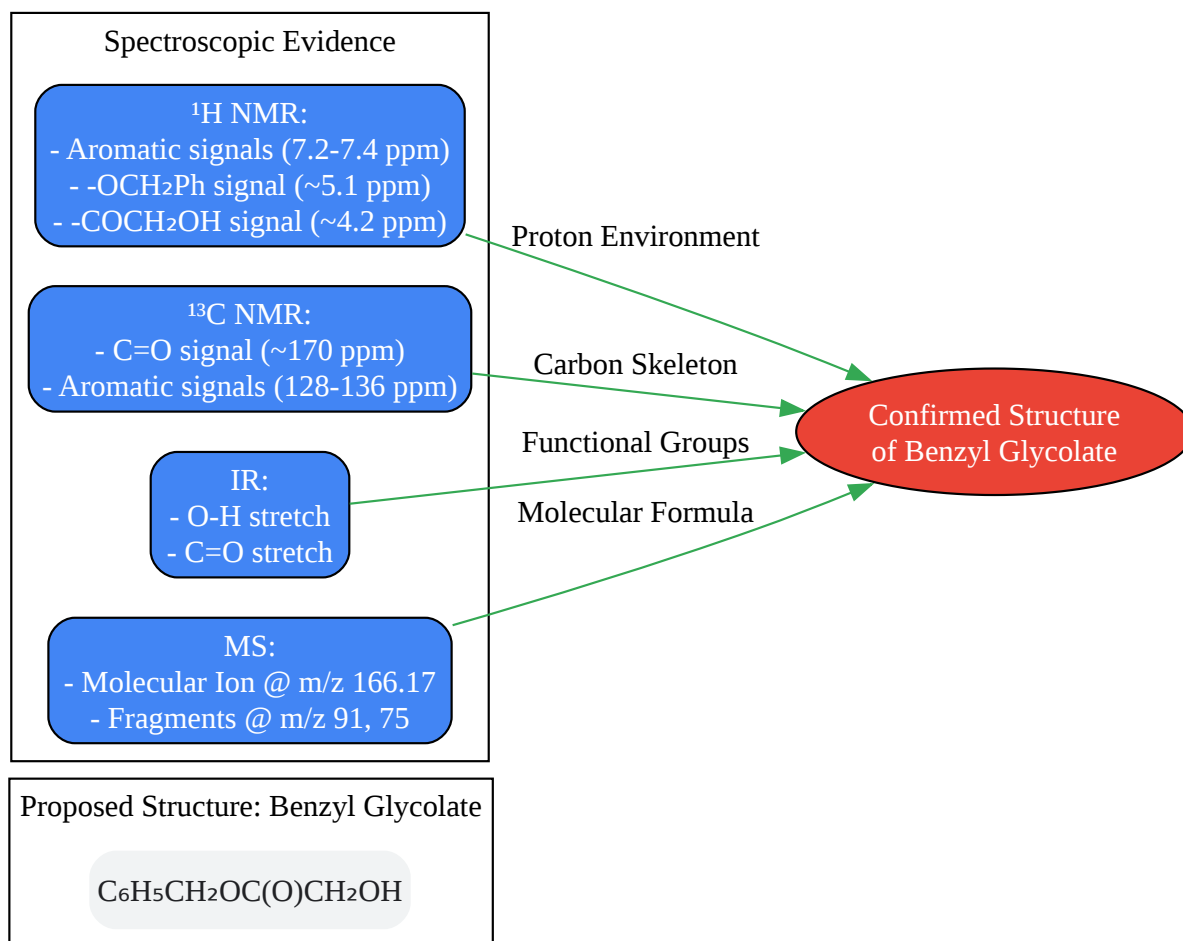 Spectroscopic Evidence
¹H NMR:
- Aromatic signals (7.2-7.4 ppm)
- -OCH₂Ph signal (~5.1 ppm)
- -COCH₂OH signal (~4.2 ppm)
Proton Environment
¹³C NMR:
- C=O signal (~170 ppm)
- Aromatic signals (128-136 ppm)
Carbon Skeleton
IR:
- O-H stretch
- C=O stretch
Functional Groups
MS:
- Molecular Ion @ m/z 166.17
- Fragments @ m/z 91, 75
Molecular Formula
Confirmed Structure
of Benzyl Glycolate
Proposed Structure: Benzyl Glycolate
C₆H₅CH₂OC(O)CH₂OH